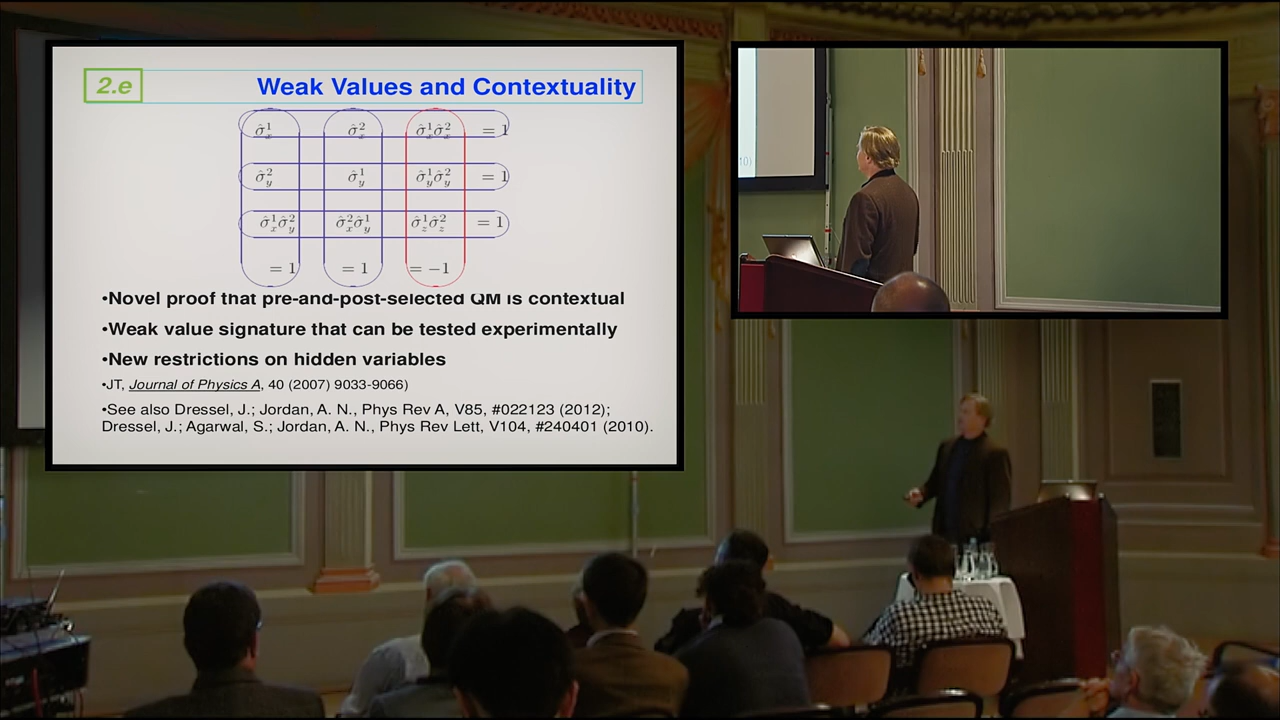 2.e
Weak Values and Contextuality
σ̂¹ₓ σ̂²ₓ σ̂¹ₓσ̂²ₓ = 1
σ̂²ᵧ σ̂¹ᵧ σ̂¹ᵧσ̂²ᵧ = 1
σ̂¹ₓσ̂²ᵧ σ̂²ₓσ̂¹ᵧ σ̂¹_zσ̂²_z = 1
= 1 = 1 = −1
•Novel proof that pre-and-post-selected QM is contextual
•Weak value signature that can be tested experimentally
•New restrictions on hidden variables
•JT, Journal of Physics A, 40 (2007) 9033-9066)
•See also Dressel, J.; Jordan, A. N., Phys Rev A, V85, #022123 (2012);
Dressel, J.; Agarwal, S.; Jordan, A. N., Phys Rev Lett, V104, #240401 (2010).